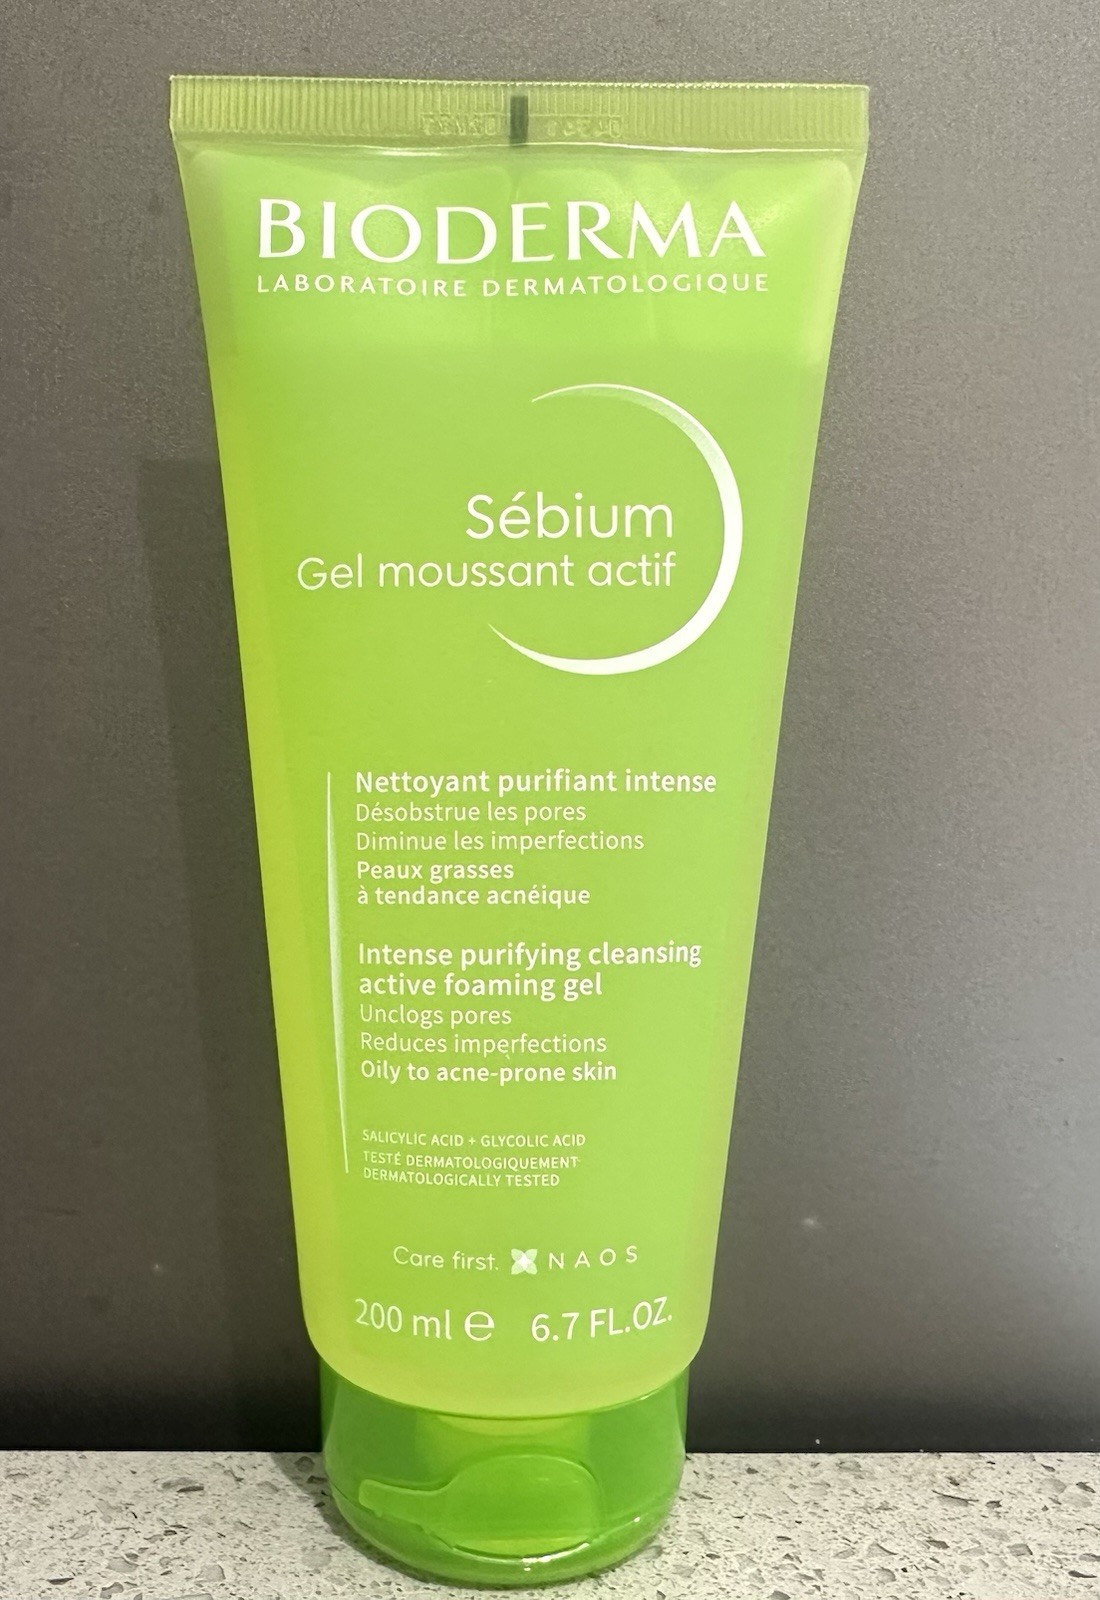 BIODERMA
LABORATOIRE DERMATOLOGIQUE
Sébium
Gel moussant actif
Nettoyant purifiant intense
Désobstrue les pores
Diminue les imperfections
Peaux grasses
à tendance acnéique
Intense purifying cleansing
active foaming gel
Unclogs pores
Reduces imperfections
Oily to acne-prone skin
SALICYLIC ACID + GLYCOLIC ACID
TESTÉ DERMATOLOGIQUEMENT-
DERMATOLOGICALLY TESTED
Care first. NAOS
200 ml ℮ 6.7 FL.OZ.